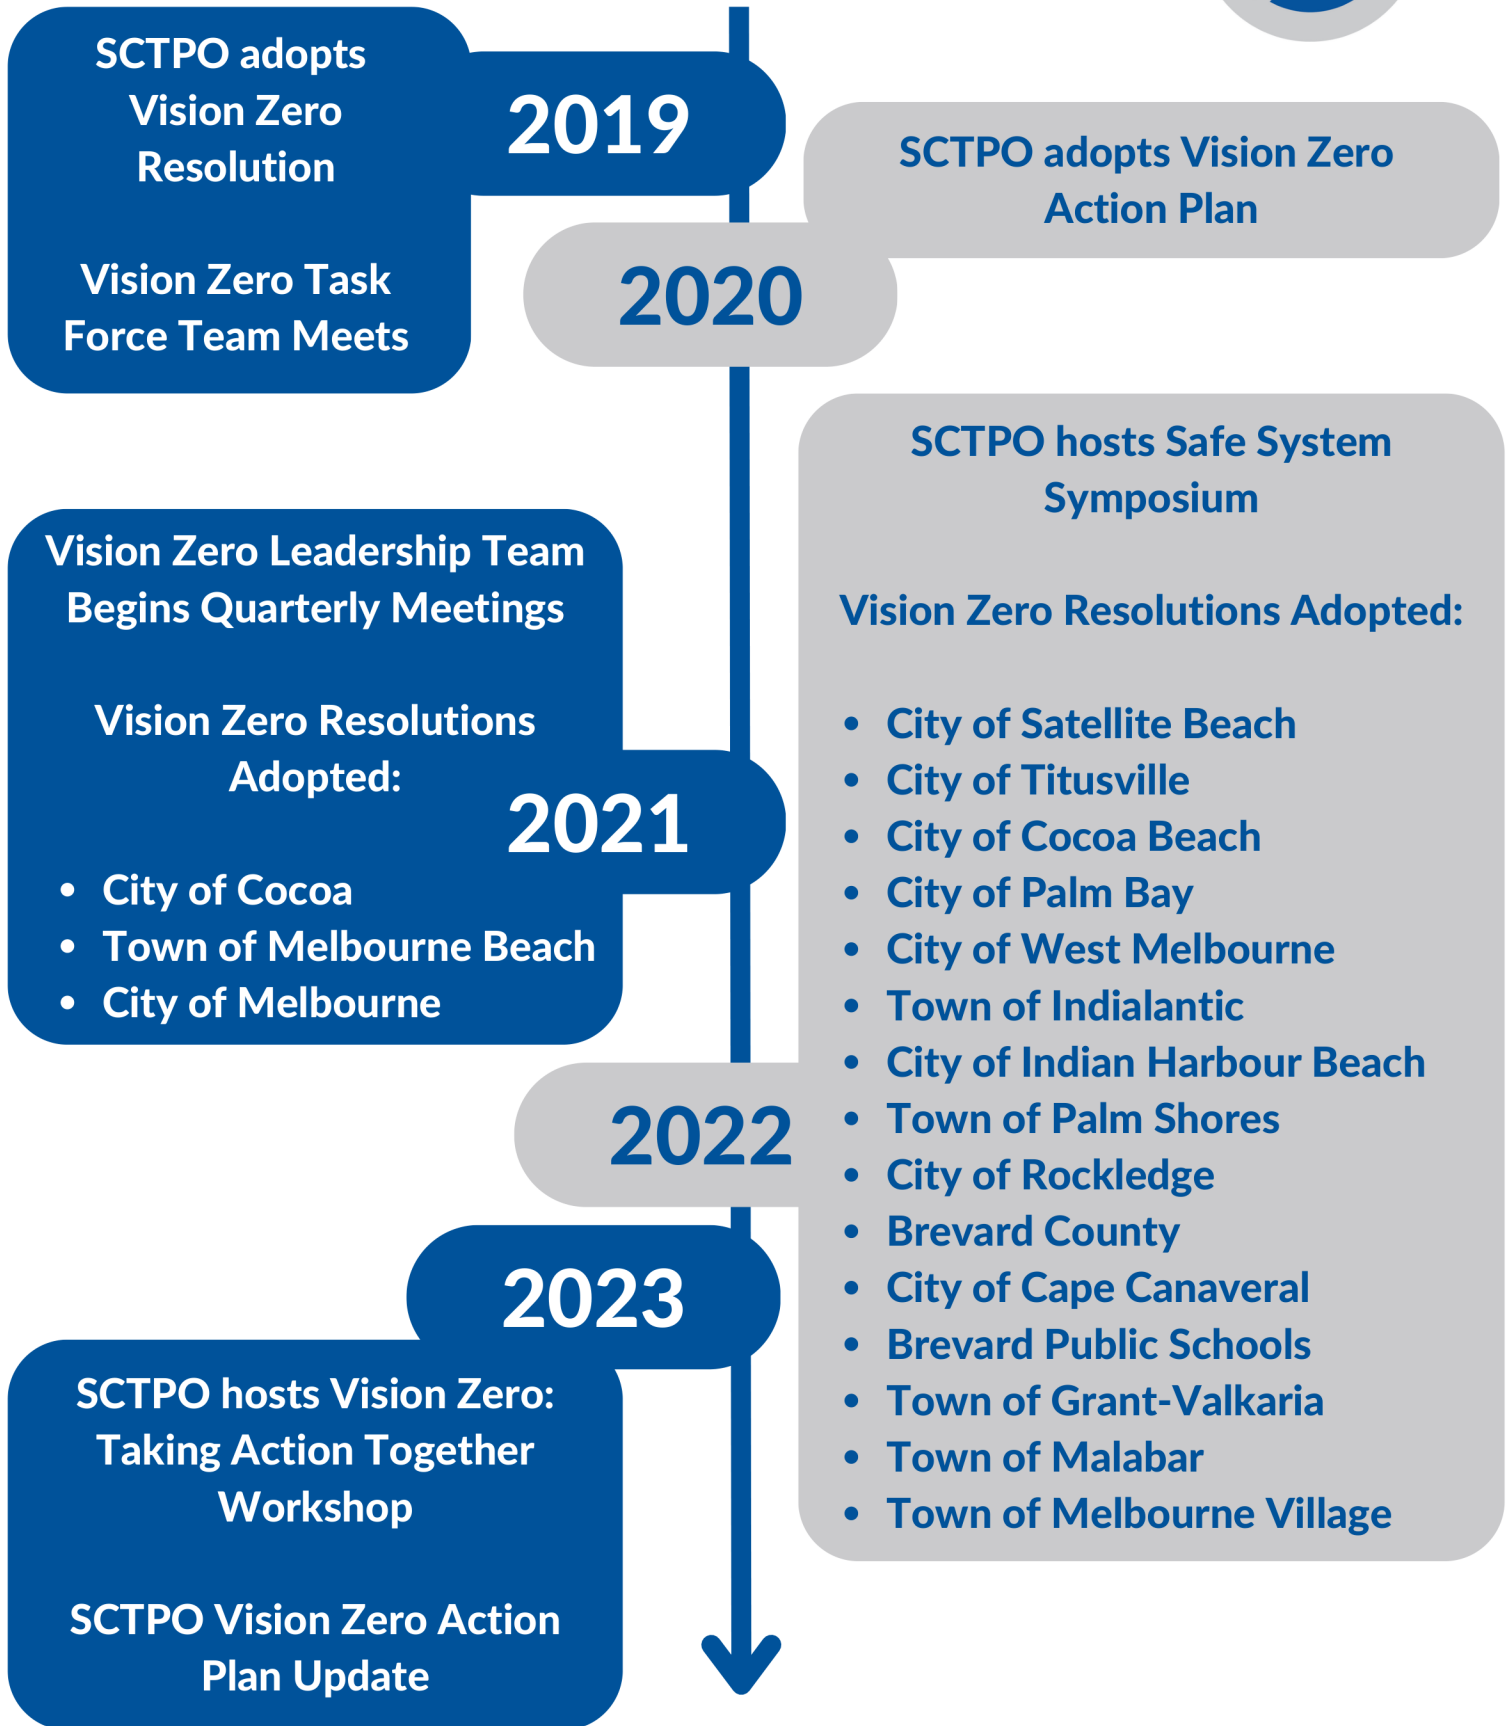 SCTPO adopts
Vision Zero
Resolution
Vision Zero Task
Force Team Meets
2019
SCTPO adopts Vision Zero
Action Plan
2020
Vision Zero Leadership Team
Begins Quarterly Meetings
Vision Zero Resolutions
Adopted:
• City of Cocoa
• Town of Melbourne Beach
• City of Melbourne
2021
SCTPO hosts Safe System
Symposium
Vision Zero Resolutions Adopted:
• City of Satellite Beach
• City of Titusville
• City of Cocoa Beach
• City of Palm Bay
• City of West Melbourne
• Town of Indialantic
• City of Indian Harbour Beach
• Town of Palm Shores
• City of Rockledge
• Brevard County
• City of Cape Canaveral
• Brevard Public Schools
• Town of Grant-Valkaria
• Town of Malabar
• Town of Melbourne Village
2022
2023
SCTPO hosts Vision Zero:
Taking Action Together
Workshop
SCTPO Vision Zero Action
Plan Update